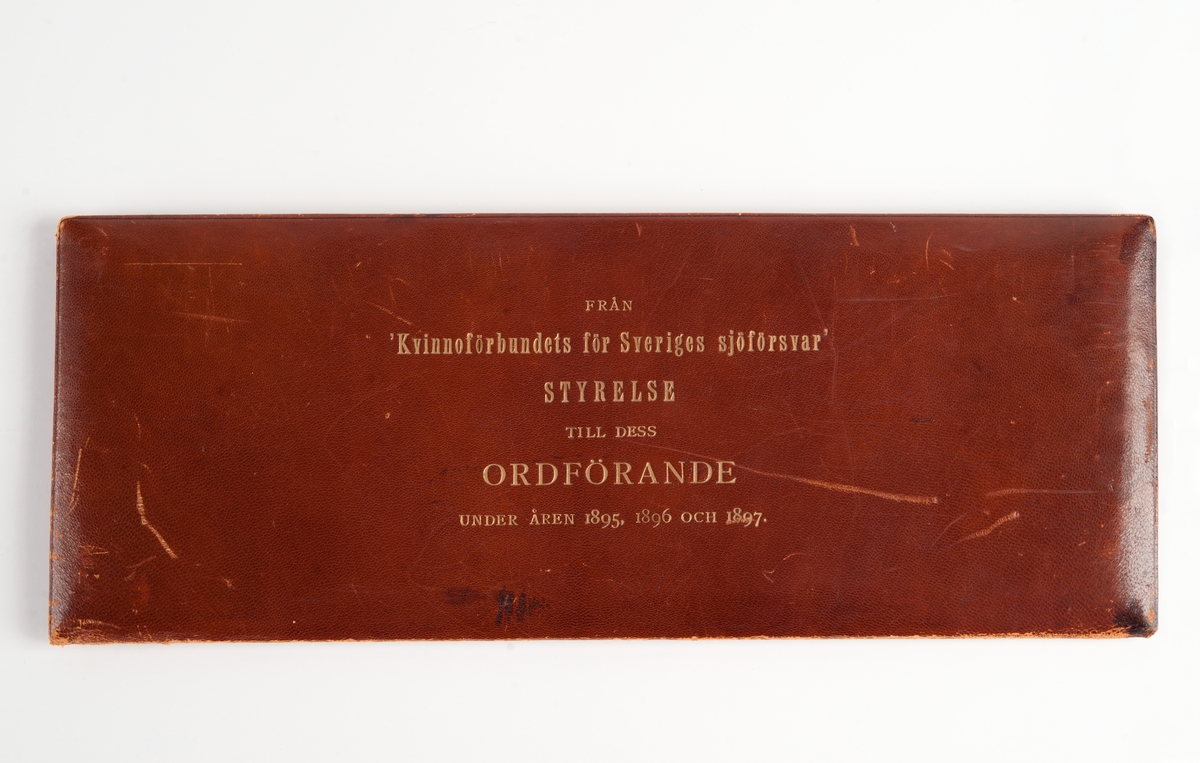 FRÅN
'Kvinnoförbundets för Sveriges sjöförsvar'
STYRELSE
TILL DESS
ORDFÖRANDE
UNDER ÅREN 1895, 1896 OCH 1897.